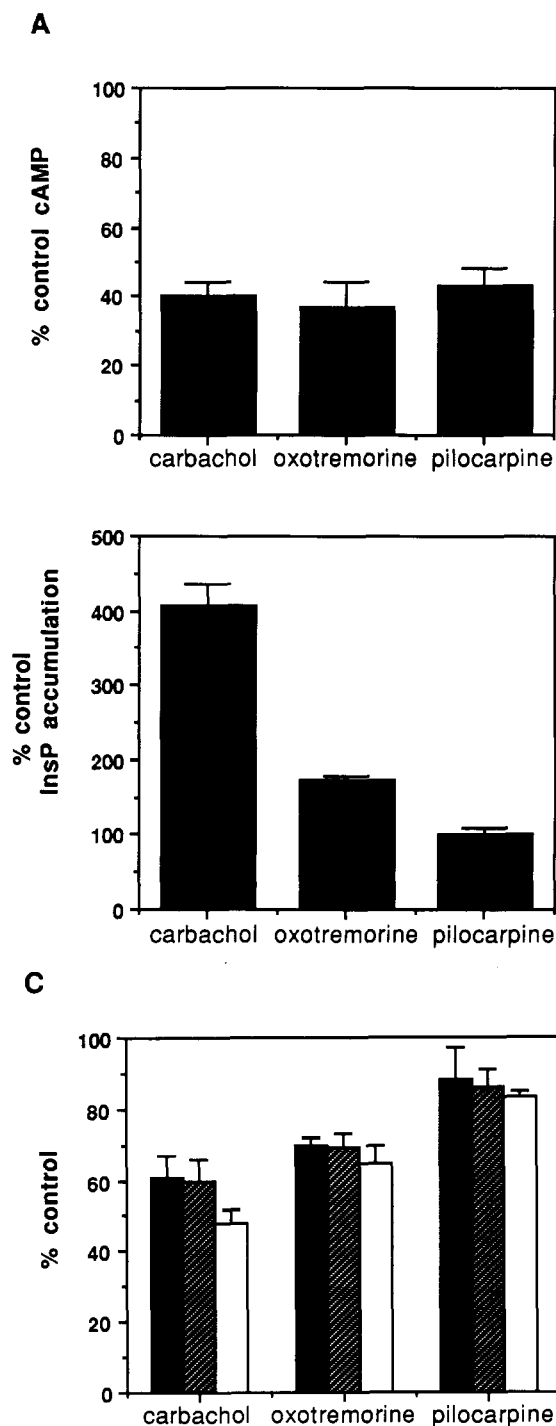 A
% control cAMP
100
80
60
40
20
0
carbachol oxotremorine pilocarpine
% control
InsP accumulation
500
400
300
200
100
0
carbachol oxotremorine pilocarpine
C
% control
100
80
60
40
20
0
carbachol oxotremorine pilocarpine